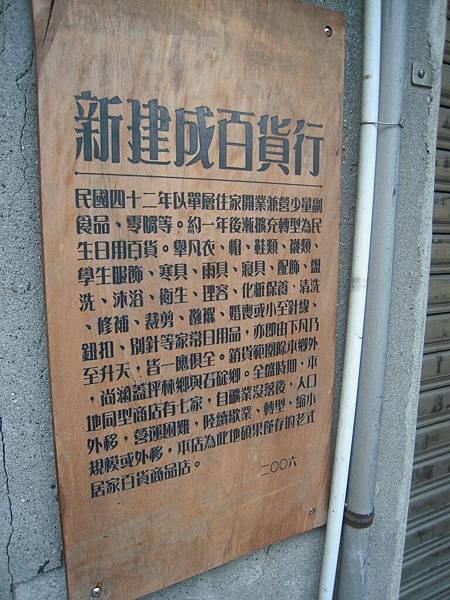 新建成百貨行
民國四十二年以單層住家開業兼營少量副
食品、零嘴等。約一年後漸擴充轉型為民
生日用百貨。舉凡衣、帽、鞋類、襪類、
學生服飾、寒具、雨具、寢具、配飾、盥
洗、沐浴、衛生、理容、化粧保養、清洗
、修補、裁剪、襁褓、婚喪或小至針線、
鈕扣、別針等家常日用品，亦即由下凡乃
至升天，皆一應俱全。銷貨範圍除本鄉外
，尚涵蓋坪林鄉與石碇鄉。全盛時期，本
地同型商店有七家，自礦業沒落後，人口
外移，營運困難，陸續歇業、轉型、縮小
規模或外移，本店為此地碩果僅存的老式
居家百貨商品店。
二〇〇六